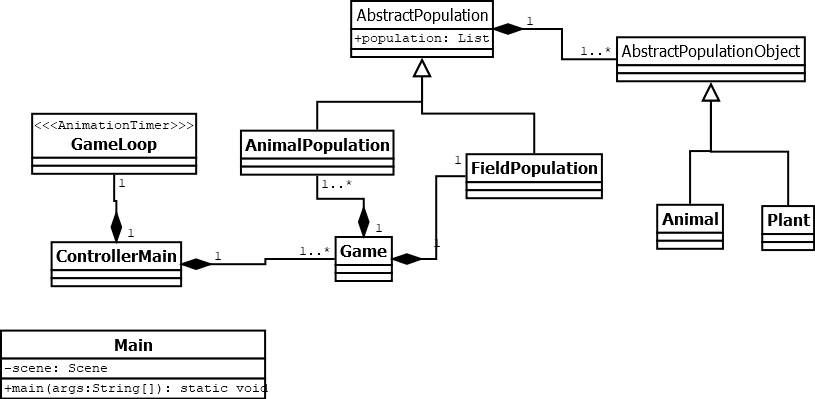 AbstractPopulation
+population: List
1
1..*
AbstractPopulationObject
<<<AnimationTimer>>>
GameLoop
AnimalPopulation
FieldPopulation
1
1..*
1
1
1
Animal
Plant
1
ControllerMain
1
1..*
Game
1
Main
-scene: Scene
+main(args:String[]): static void